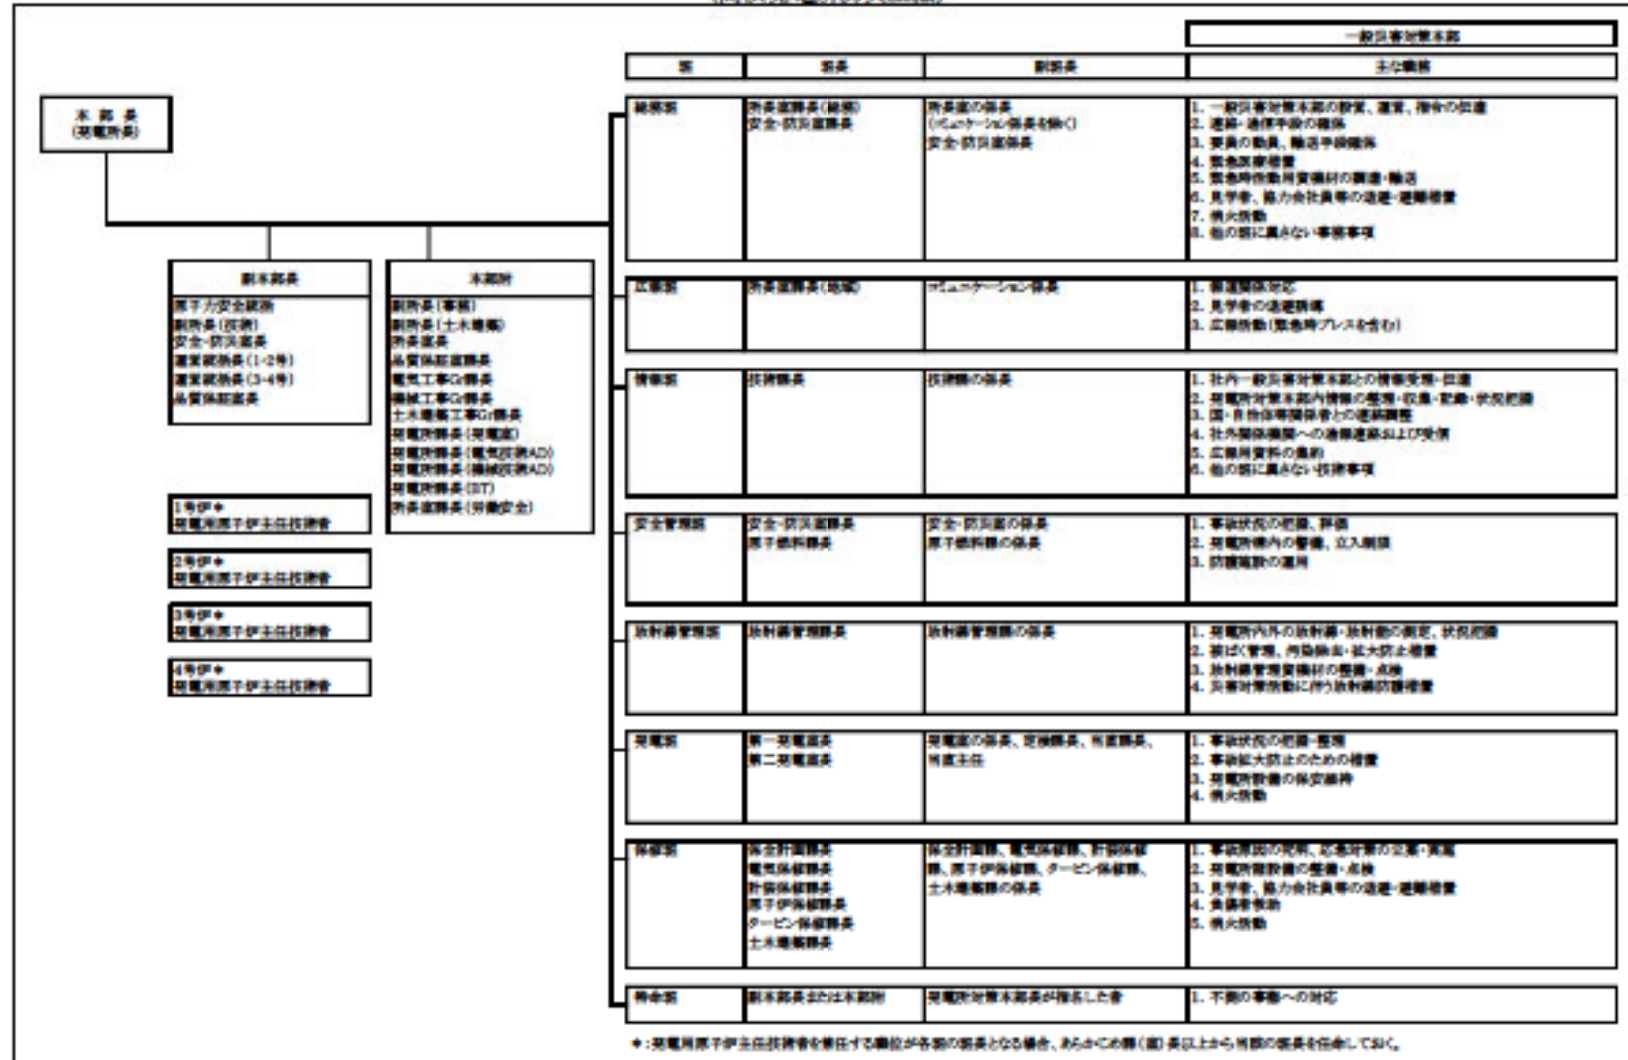 一般災害対策本部
班 班長 副班長 主な職務
本部長
(発電所長)
副本部長
原子力安全統括
副所長(技術)
安全・防災室長
運営統括長(1・2号)
運営統括長(3・4号)
品質保証室長
本部附
副所長(事務)
副所長(土木建築)
所長室長
品質保証室課長
電気工事Gr課長
機械工事Gr課長
土木建築工事Gr課長
発電所課長(発電室)
発電所課長(電気技術AD)
発電所課長(機械技術AD)
発電所課長
所長室課長(労働安全)
1号炉*
発電用原子炉主任技術者
2号炉*
発電用原子炉主任技術者
3号炉*
発電用原子炉主任技術者
4号炉*
発電用原子炉主任技術者
総務班
所長室課長(総務)
安全・防災室課長
所長室の係長
(コミュニケーション係長を除く)
安全・防災室係長
1. 一般災害対策本部の設営、運営、指令の伝達
2. 連絡・通信手段の確保
3. 要員の動員、輸送手段確保
4. 緊急医療措置
5. 緊急時活動用資機材の調達・輸送
6. 見学者、協力会社員等の退避・避難措置
7. 消火活動
8. 他の班に属さない事務事項
広報班
所長室課長(地域)
コミュニケーション係長
1. 報道関係対応
2. 見学者の退避誘導
3. 広報活動(緊急時プレスを含む)
情報班
技術課長
技術課の係長
1. 社内一般災害対策本部との情報受理・伝達
2. 発電所対策本部内情報の整理・収集・記録・状況把握
3. 国・自治体等関係者との連絡調整
4. 社外関係機関への通報連絡および受信
5. 広報用資料の集約
6. 他の班に属さない技術事項
安全管理班
安全・防災室課長
原子燃料課長
安全・防災室の係長
原子燃料課の係長
1. 事故状況の把握、評価
2. 発電所構内の警備、立入制限
3. 防護施設の運用
放射線管理班
放射線管理課長
放射線管理課の係長
1. 発電所内外の放射線・放射能の測定、状況把握
2. 被ばく管理、汚染除去・拡大防止措置
3. 放射線管理資機材の整備・点検
4. 災害対策活動に伴う放射線防護措置
発電班
第一発電室長
第二発電室長
発電室の係長、定検課長、当直課長、
当直主任
1. 事故状況の把握・整理
2. 事故拡大防止のための措置
3. 発電所設備の保安維持
4. 消火活動
保修班
保全計画課長
電気保修課長
計装保修課長
原子炉保修課長
タービン保修課長
土木建築課長
保全計画課、電気保修課、計装保修
課、原子炉保修課、タービン保修課、
土木建築課の係長
1. 事故原因の究明、応急対策の立案・実施
2. 発電所諸設備の整備・点検
3. 見学者、協力会社員等の退避・避難措置
4. 負傷者救助
5. 消火活動
特命班
副本部長または本部附
発電所対策本部長が指名した者
1. 不測の事態への対応
*:発電用原子炉主任技術者を兼任する職位が各班の班長となる場合、あらかじめ課(室)長以上から当該の班長を任命しておく。